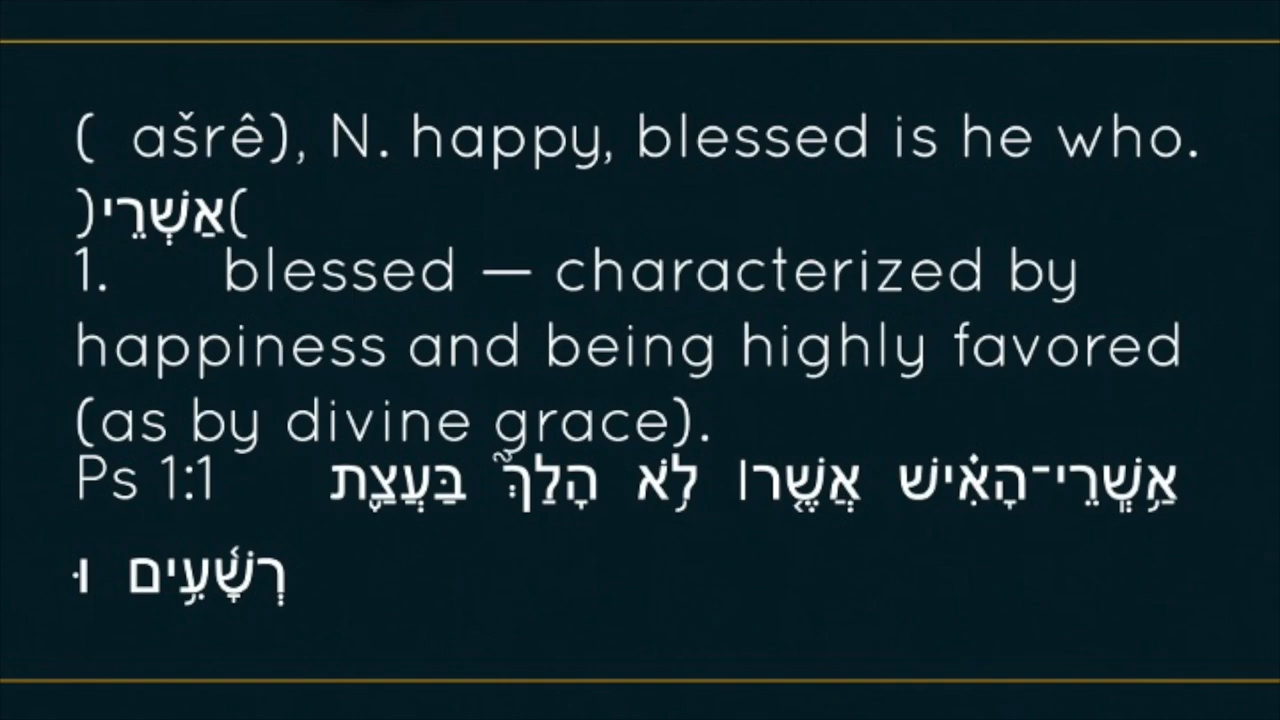 ( ašrê), N. happy, blessed is he who.
)אַשְׁרֵי(
1. blessed — characterized by
happiness and being highly favored
(as by divine grace).
Ps 1:1 אַ֥שְֽׁרֵי־הָאִ֗ישׁ אֲשֶׁ֤ר׀ לֹ֥א הָלַךְ֮ בַּעֲצַ֪ת
רְשָׁ֫עִ֥ים וּ